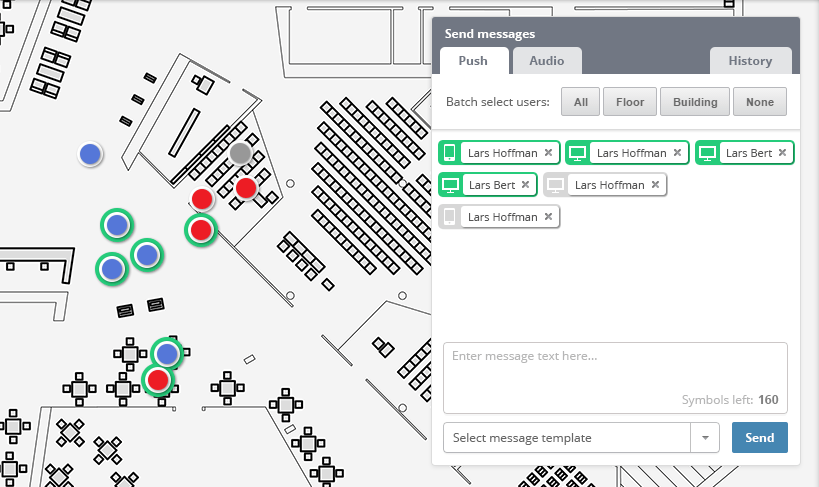 Send messages
Push Audio History
Batch select users: All Floor Building None
Lars Hoffman Lars Hoffman Lars Bert
Lars Bert Lars Hoffman
Lars Hoffman
Enter message text here...
Symbols left: 160
Select message template Send